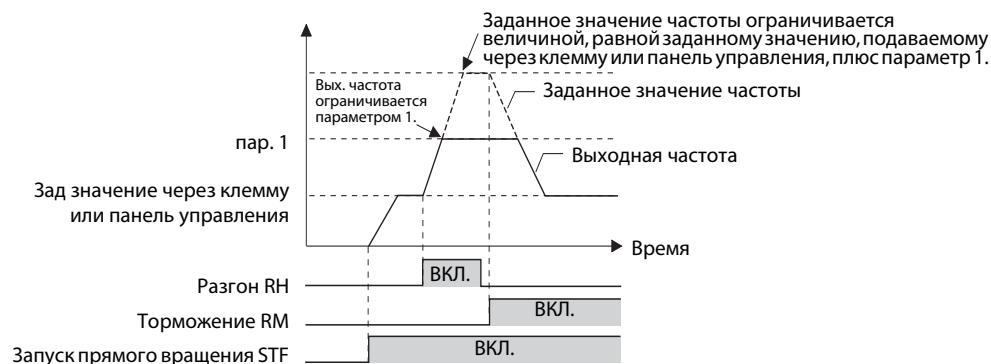 Заданное значение частоты ограничивается
величиной, равной заданному значению, подаваемому
через клемму или панель управления, плюс параметр 1.
Вых. частота
ограничивается
параметром 1.
Заданное значение частоты
пар. 1
Выходная частота
Зад значение через клемму
или панель управления
Время
Разгон RH
ВКЛ.
Торможение RM
ВКЛ.
Запуск прямого вращения STF
ВКЛ.